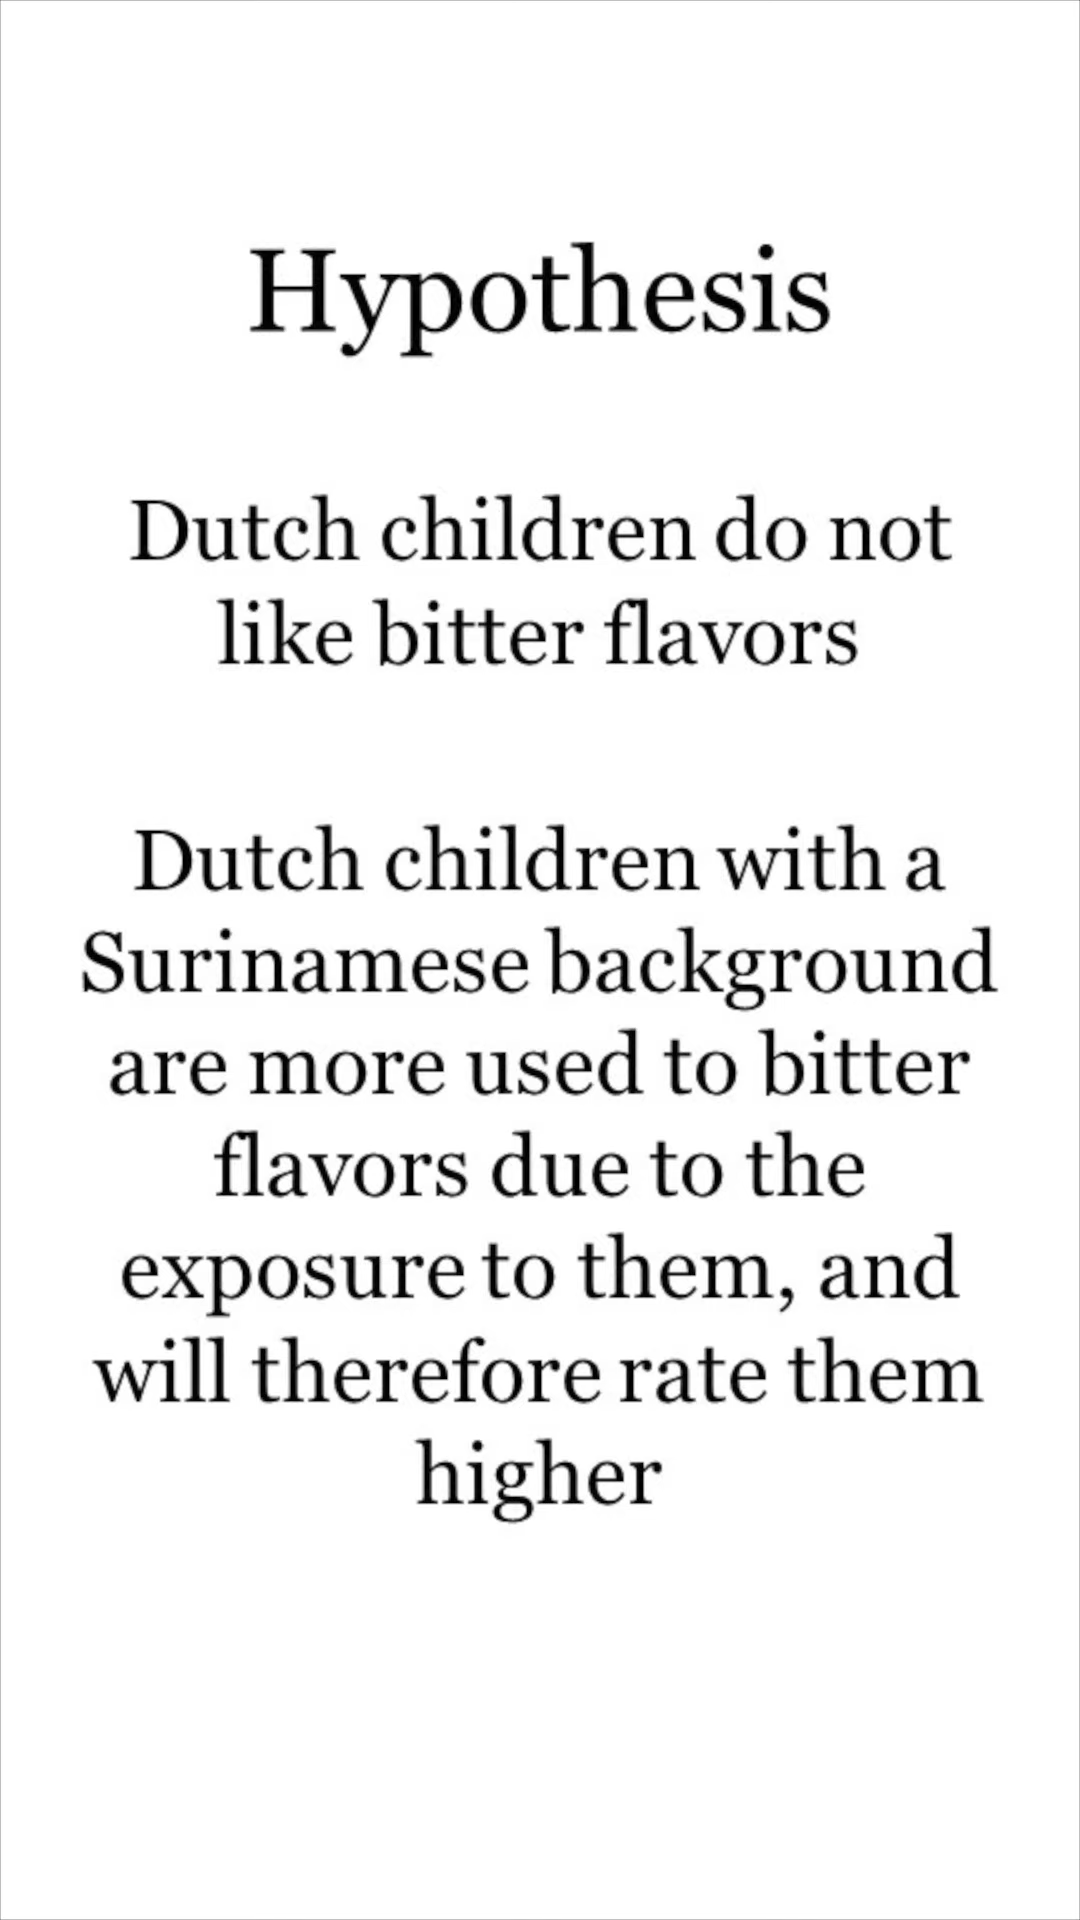 Hypothesis
Dutch children do not
like bitter flavors
Dutch children with a
Surinamese background
are more used to bitter
flavors due to the
exposure to them, and
will therefore rate them
higher